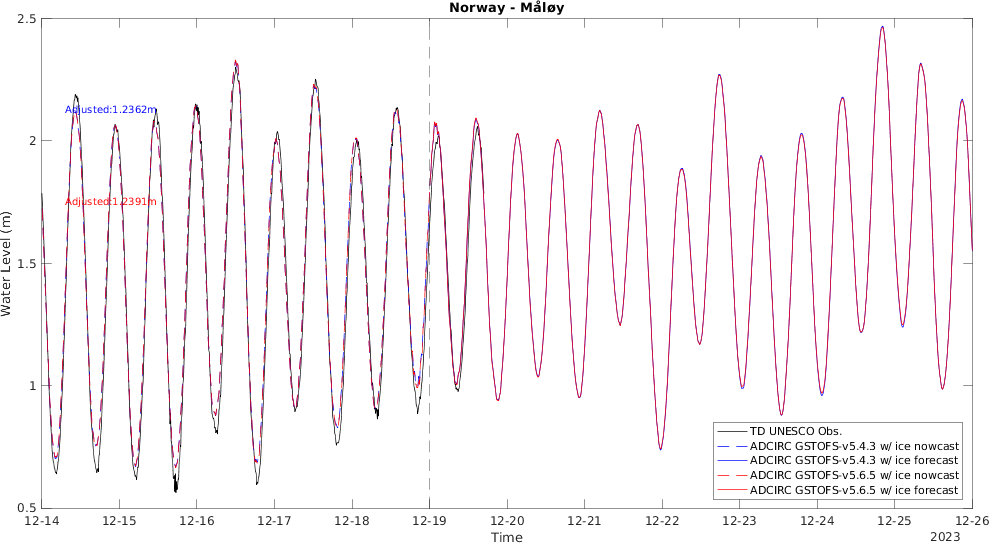 Norway - Måløy
2.5
2
1.5
1
0.5
Water Level (m)
Adjusted:1.2362m
Adjusted:1.2391m
TD UNESCO Obs.
ADCIRC GSTOFS-v5.4.3 w/ ice nowcast
ADCIRC GSTOFS-v5.4.3 w/ ice forecast
ADCIRC GSTOFS-v5.6.5 w/ ice nowcast
ADCIRC GSTOFS-v5.6.5 w/ ice forecast
12-14 12-15 12-16 12-17 12-18 12-19 12-20 12-21 12-22 12-23 12-24 12-25 12-26
Time
2023